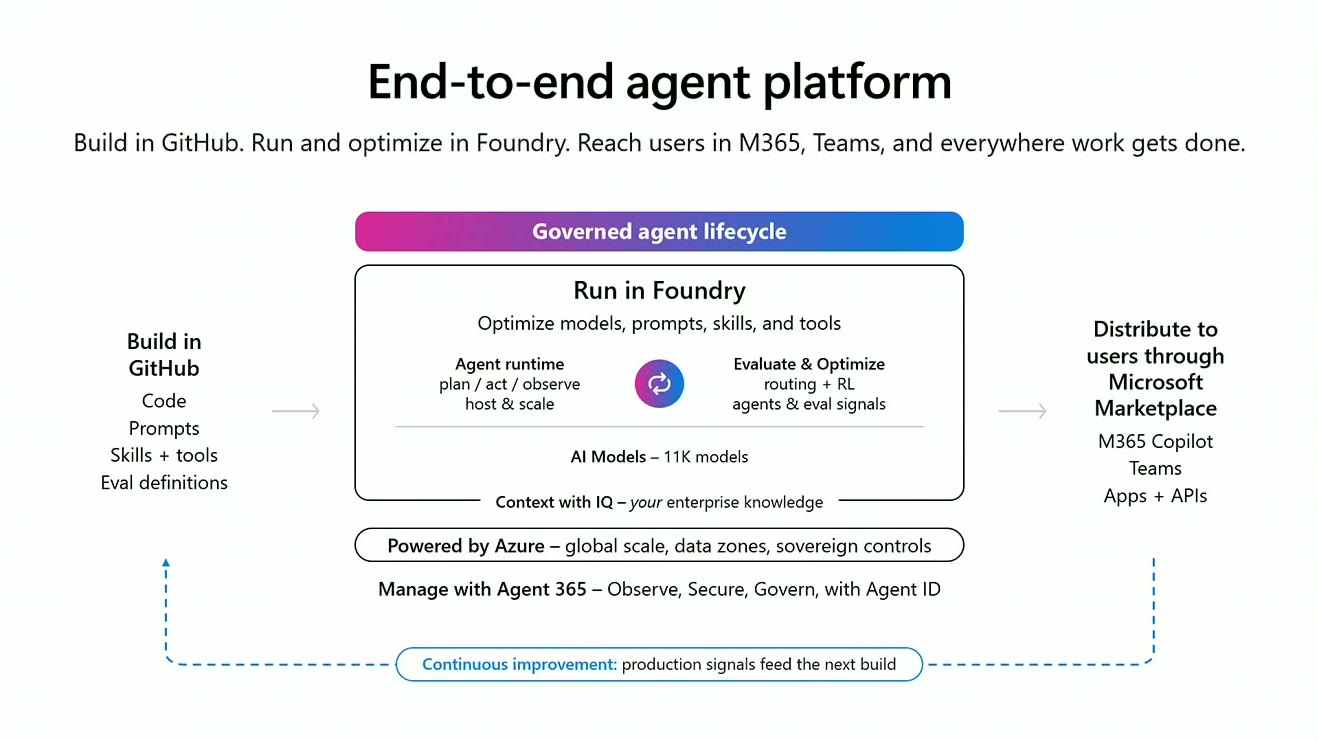 End-to-end agent platform
Build in GitHub. Run and optimize in Foundry. Reach users in M365, Teams, and everywhere work gets done.
Governed agent lifecycle
Build in
GitHub
Code
Prompts
Skills + tools
Eval definitions
Run in Foundry
Optimize models, prompts, skills, and tools
Agent runtime
plan / act / observe
host & scale
Evaluate & Optimize
routing + RL
agents & eval signals
AI Models – 11K models
Context with IQ – your enterprise knowledge
Powered by Azure – global scale, data zones, sovereign controls
Manage with Agent 365 – Observe, Secure, Govern, with Agent ID
Distribute to
users through
Microsoft
Marketplace
M365 Copilot
Teams
Apps + APIs
Continuous improvement: production signals feed the next build